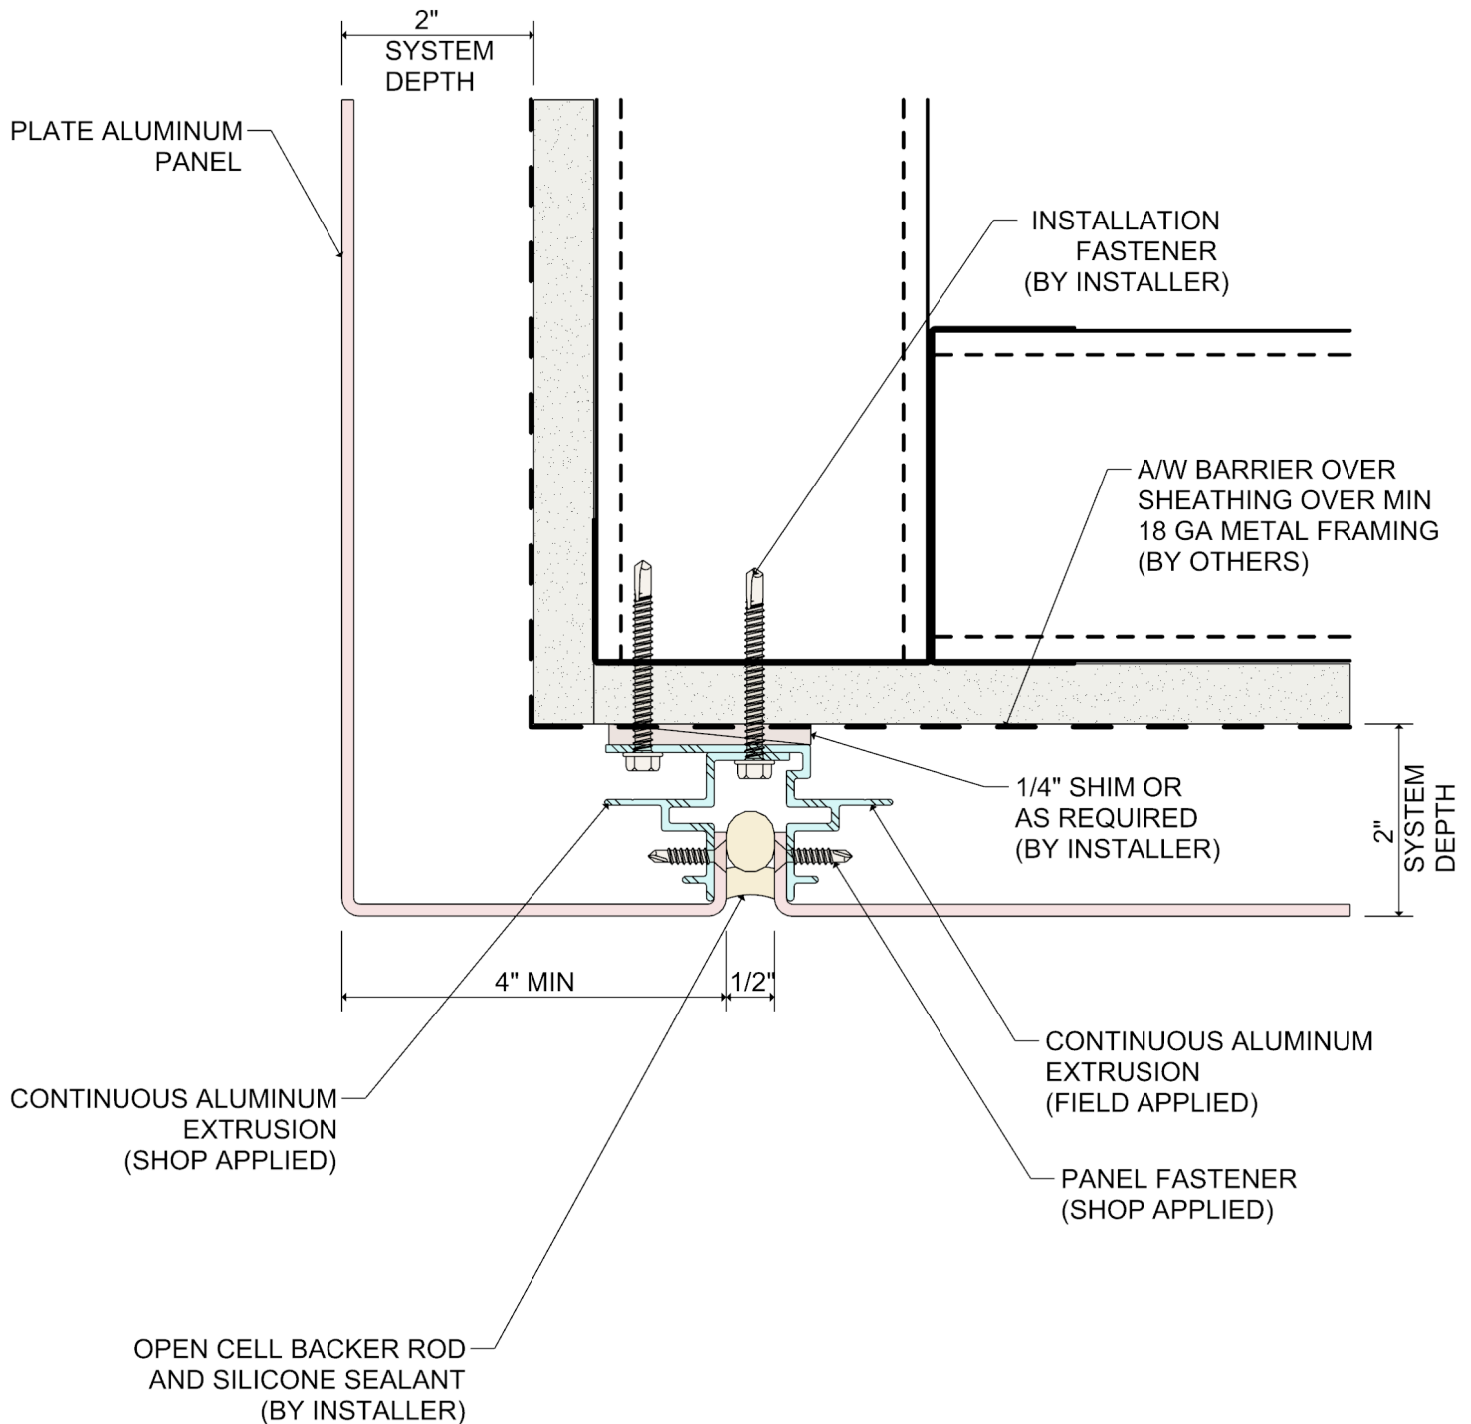 2"
SYSTEM
DEPTH
PLATE ALUMINUM
PANEL
INSTALLATION
FASTENER
(BY INSTALLER)
A/W BARRIER OVER
SHEATHING OVER MIN
18 GA METAL FRAMING
(BY OTHERS)
1/4" SHIM OR
AS REQUIRED
(BY INSTALLER)
2"
SYSTEM
DEPTH
4" MIN
1/2"
CONTINUOUS ALUMINUM
EXTRUSION
(FIELD APPLIED)
CONTINUOUS ALUMINUM
EXTRUSION
(SHOP APPLIED)
PANEL FASTENER
(SHOP APPLIED)
OPEN CELL BACKER ROD
AND SILICONE SEALANT
(BY INSTALLER)